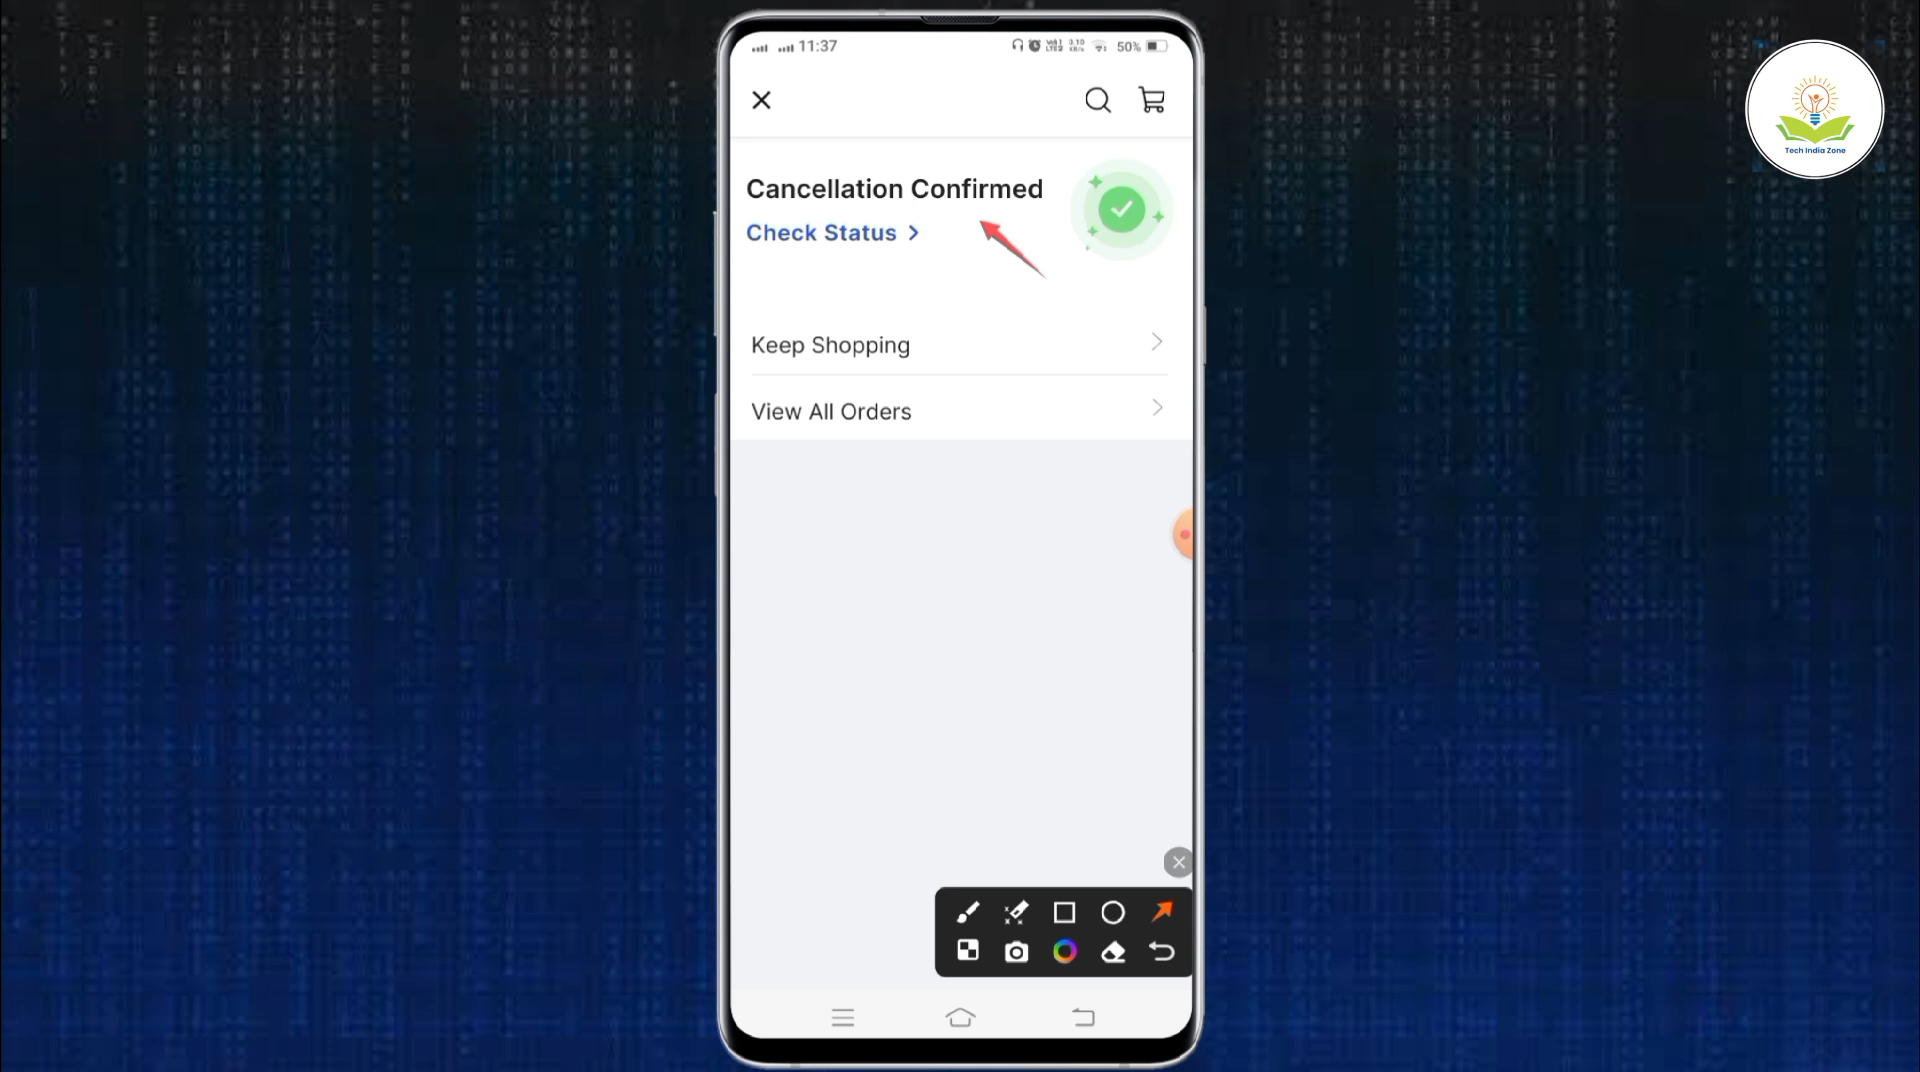 11:37
50%
Tech India Zone
Cancellation Confirmed
Check Status
Keep Shopping
View All Orders